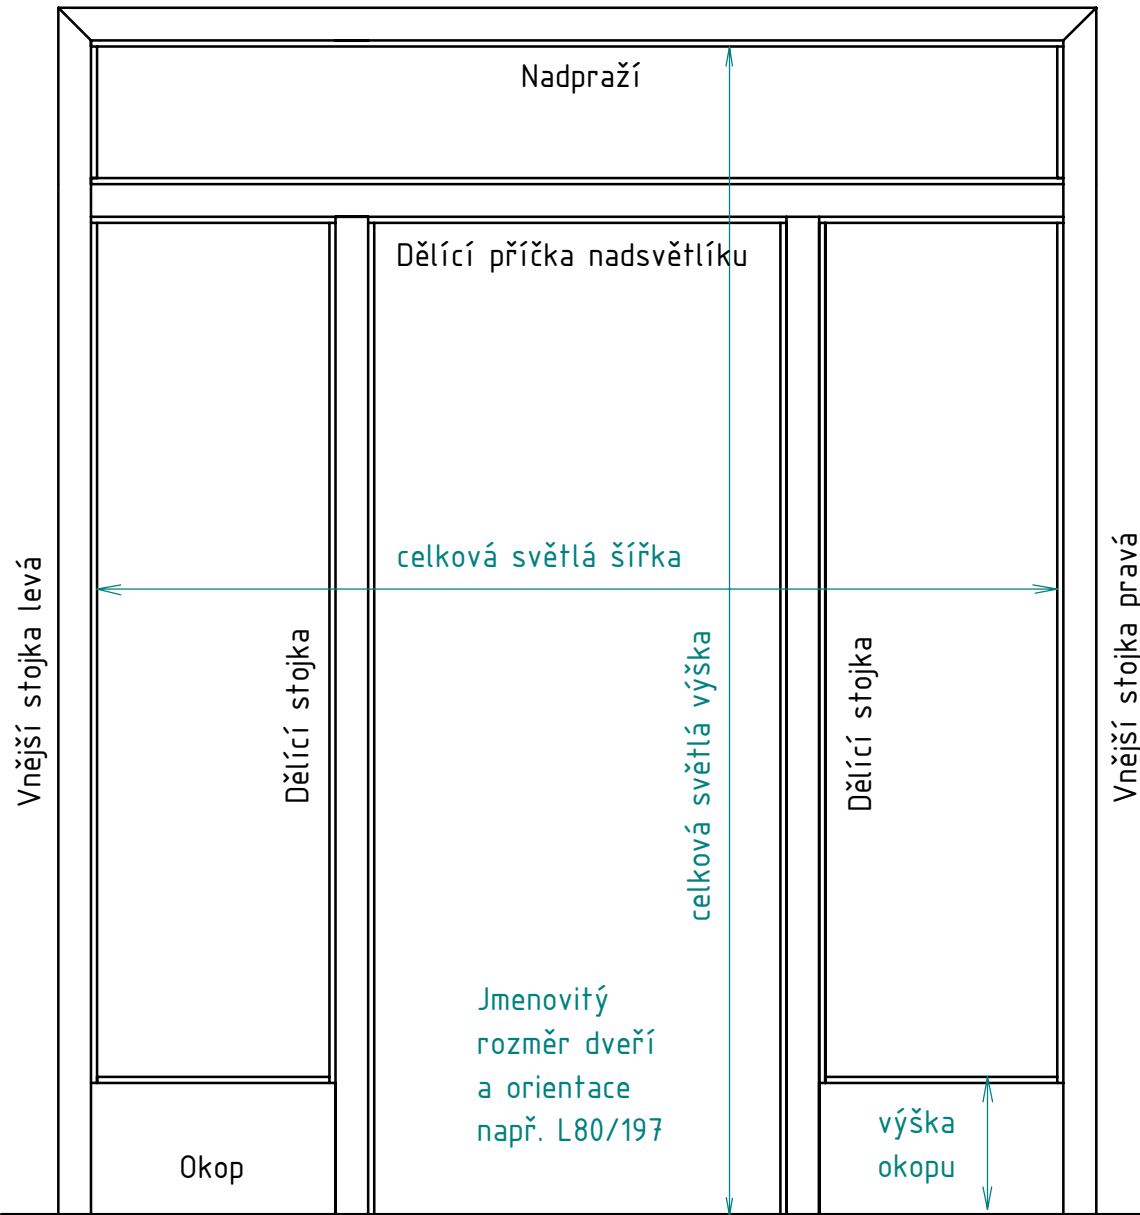 Nadpraží
Dělící příčka nadsvětlíku
celková světlá šířka
Vnější stojka levá
Dělící stojka
celková světlá výška
Dělící stojka
Vnější stojka pravá
Jmenovitý
rozměr dveří
a orientace
např. L80/197
Okop
výška
okopu